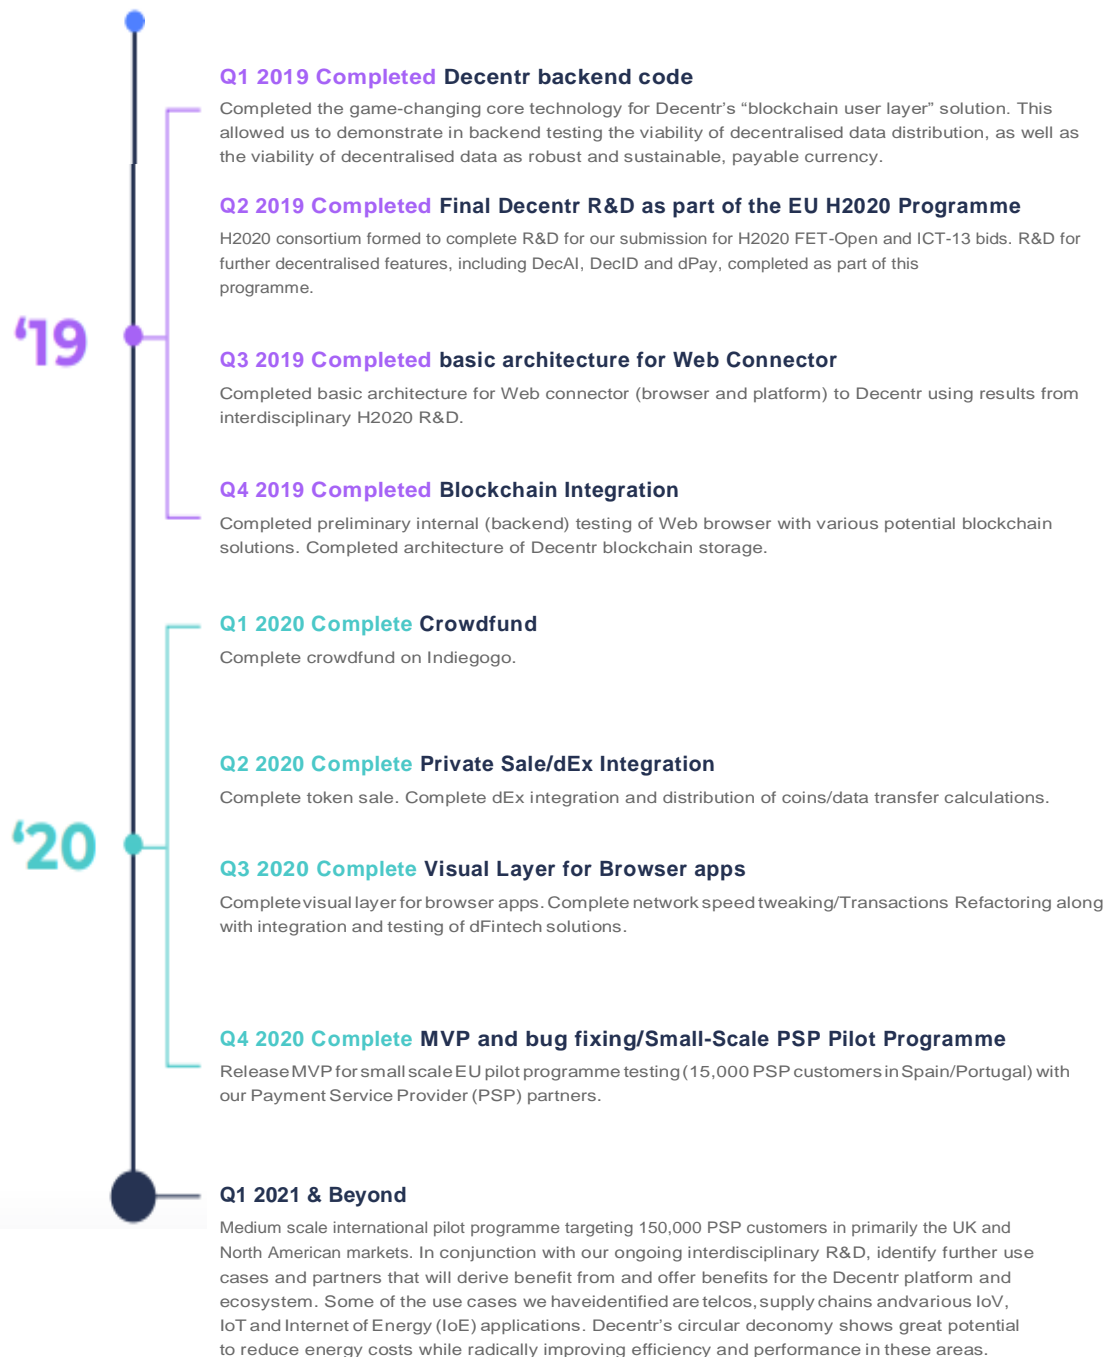 Q1 2019 Completed Decentr backend code
Completed the game-changing core technology for Decentr’s “blockchain user layer” solution. This
allowed us to demonstrate in backend testing the viability of decentralised data distribution, as well as
the viability of decentralised data as robust and sustainable, payable currency.
Q2 2019 Completed Final Decentr R&D as part of the EU H2020 Programme
H2020 consortium formed to complete R&D for our submission for H2020 FET-Open and ICT-13 bids. R&D for
further decentralised features, including DecAI, DecID and dPay, completed as part of this
programme.
‘19
Q3 2019 Completed basic architecture for Web Connector
Completed basic architecture for Web connector (browser and platform) to Decentr using results from
interdisciplinary H2020 R&D.
Q4 2019 Completed Blockchain Integration
Completed preliminary internal (backend) testing of Web browser with various potential blockchain
solutions. Completed architecture of Decentr blockchain storage.
Q1 2020 Complete Crowdfund
Complete crowdfund on Indiegogo.
Q2 2020 Complete Private Sale/dEx Integration
Complete token sale. Complete dEx integration and distribution of coins/data transfer calculations.
‘20
Q3 2020 Complete Visual Layer for Browser apps
Complete visual layer for browser apps. Complete network speed tweaking/Transactions Refactoring along
with integration and testing of dFintech solutions.
Q4 2020 Complete MVP and bug fixing/Small-Scale PSP Pilot Programme
Release MVP for small scale EU pilot programme testing (15,000 PSP customers in Spain/Portugal) with
our Payment Service Provider (PSP) partners.
Q1 2021 & Beyond
Medium scale international pilot programme targeting 150,000 PSP customers in primarily the UK and
North American markets. In conjunction with our ongoing interdisciplinary R&D, identify further use
cases and partners that will derive benefit from and offer benefits for the Decentr platform and
ecosystem. Some of the use cases we haveidentified are telcos, supply chains andvarious IoV,
IoT and Internet of Energy (IoE) applications. Decentr’s circular deconomy shows great potential
to reduce energy costs while radically improving efficiency and performance in these areas.